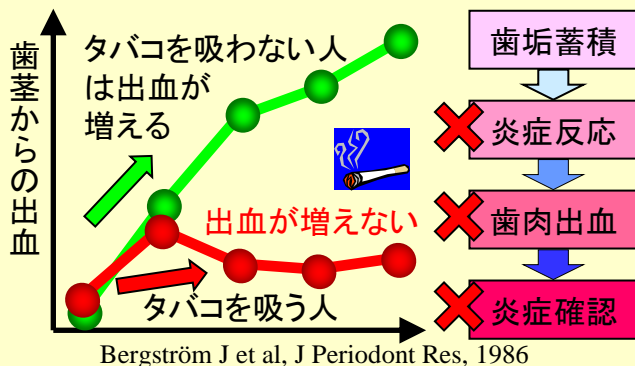 歯茎からの出血
タバコを吸わない人
は出血が
増える
出血が増えない
タバコを吸う人
歯垢蓄積
炎症反応
歯肉出血
炎症確認
Bergström J et al, J Periodont Res, 1986